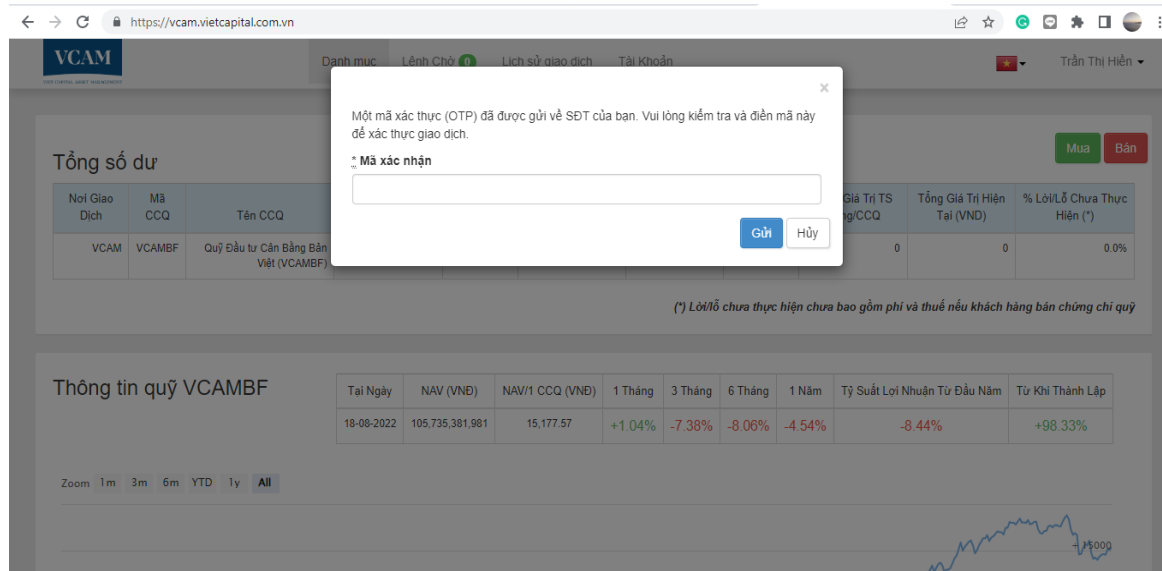 https://vcam.vietcapital.com.vn
VCAM
VIET CAPITAL ASSET MANAGEMENT
Danh mục Lệnh Chờ 0 Lịch sử giao dịch Tài Khoản Trần Thị Hiền
×
Một mã xác thực (OTP) đã được gửi về SĐT của bạn. Vui lòng kiểm tra và điền mã này
để xác thực giao dịch.
* Mã xác nhận
Gửi Hủy
Tổng số dư
Mua Bán
Nơi Giao Mã Giá Trị TS Tổng Giá Trị Hiện % Lời/Lỗ Chưa Thực
Dịch CCQ Tên CCQ /CCQ Tại (VND) Hiện (*)
VCAM VCAMBF Quỹ Đầu tư Cân Bằng Bản 0 0 0.0%
Việt (VCAMBF)
(*) Lời/lỗ chưa thực hiện chưa bao gồm phí và thuế nếu khách hàng bán chứng chỉ quỹ
Thông tin quỹ VCAMBF
Tại Ngày NAV (VNĐ) NAV/1 CCQ (VNĐ) 1 Tháng 3 Tháng 6 Tháng 1 Năm Tỷ Suất Lợi Nhuận Từ Đầu Năm Từ Khi Thành Lập
18-08-2022 105,735,381,981 15,177.57 +1.04% -7.38% -8.06% -4.54% -8.44% +98.33%
Zoom 1m 3m 6m YTD 1y All
15000